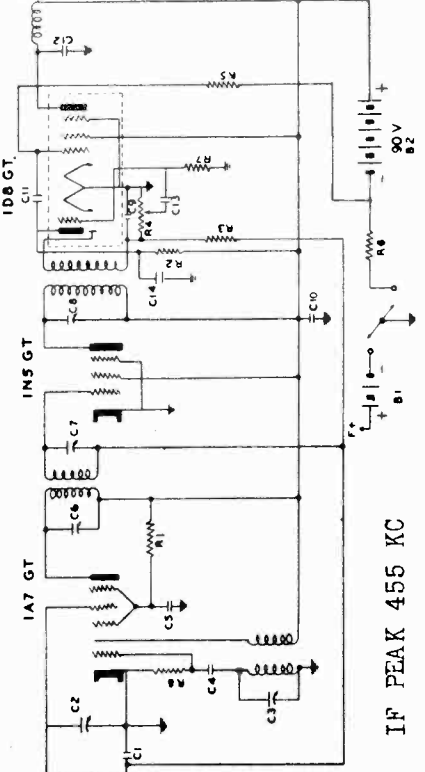 1A7 GT
1N5 GT
1D8 GT.
C1
C2
C3
C4
C5
R1
C6
C7
C8
C10
C14
R2
R3
R4
C9
C13
R7
C11
C12
R5
R6
F+
B1
+
-
-
90 V
B2
+
IF PEAK 455 KC